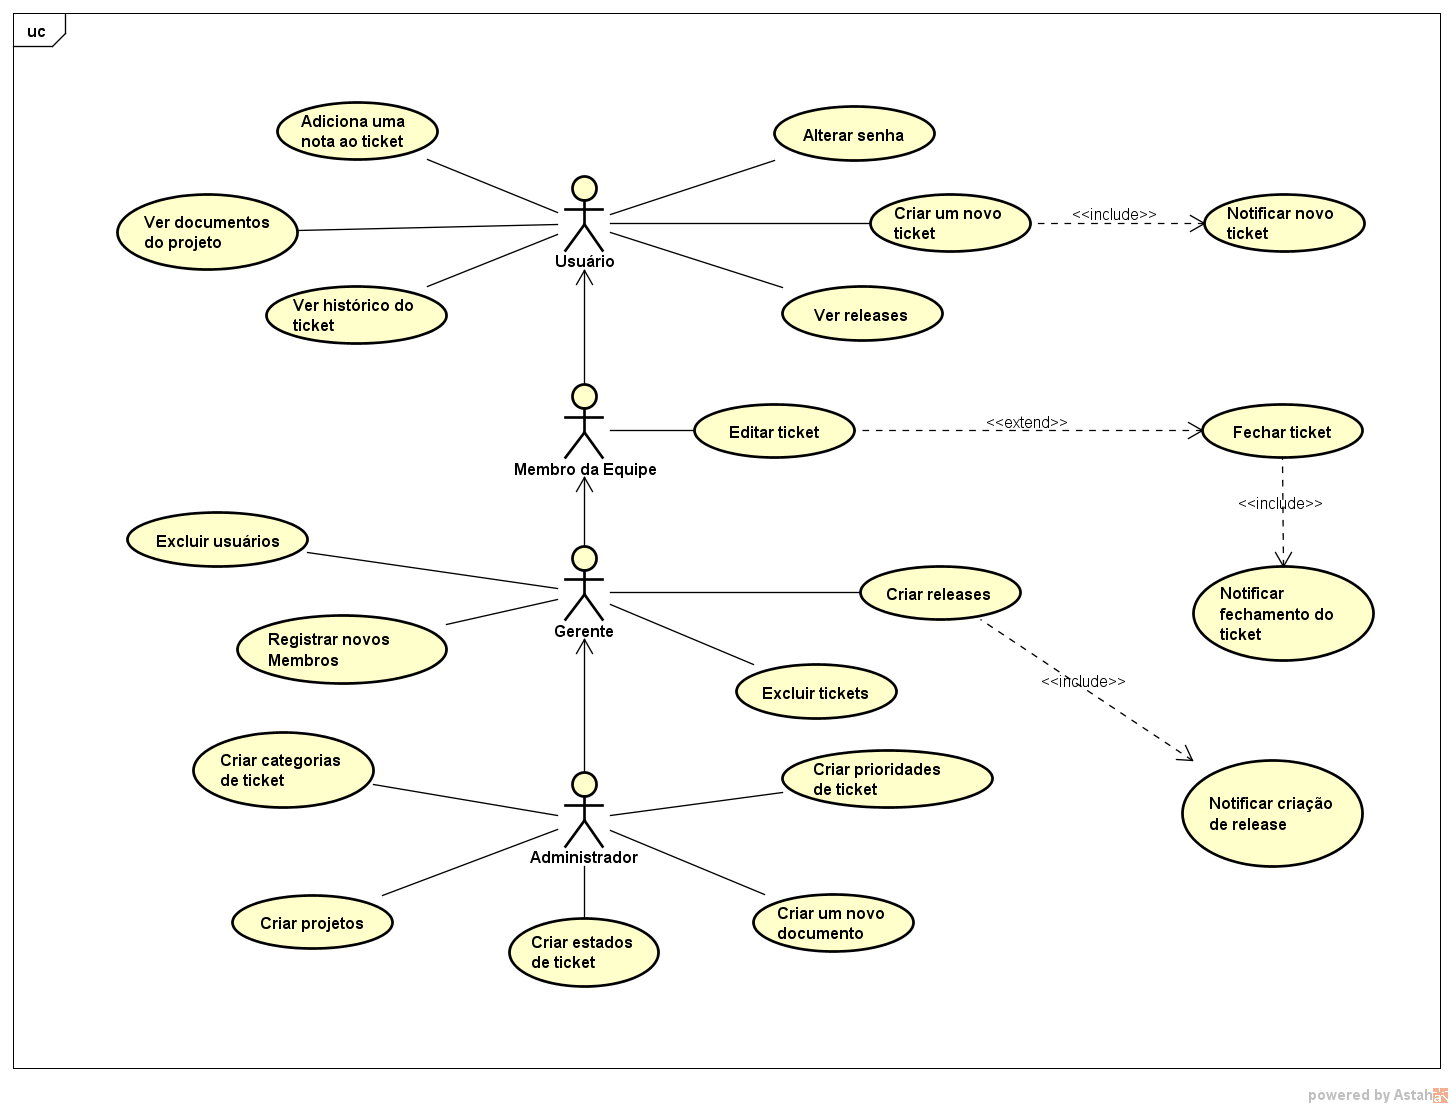 uc
Adiciona uma
nota ao ticket
Alterar senha
Ver documentos
do projeto
Criar um novo
ticket
<<include>>
Notificar novo
ticket
Usuário
Ver histórico do
ticket
Ver releases
Membro da Equipe
Editar ticket
<<extend>>
Fechar ticket
<<include>>
Excluir usuários
Gerente
Criar releases
Notificar
fechamento do
ticket
Registrar novos
Membros
Excluir tickets
<<include>>
Criar categorias
de ticket
Criar prioridades
de ticket
Notificar criação
de release
Administrador
Criar projetos
Criar estados
de ticket
Criar um novo
documento
powered by Astah